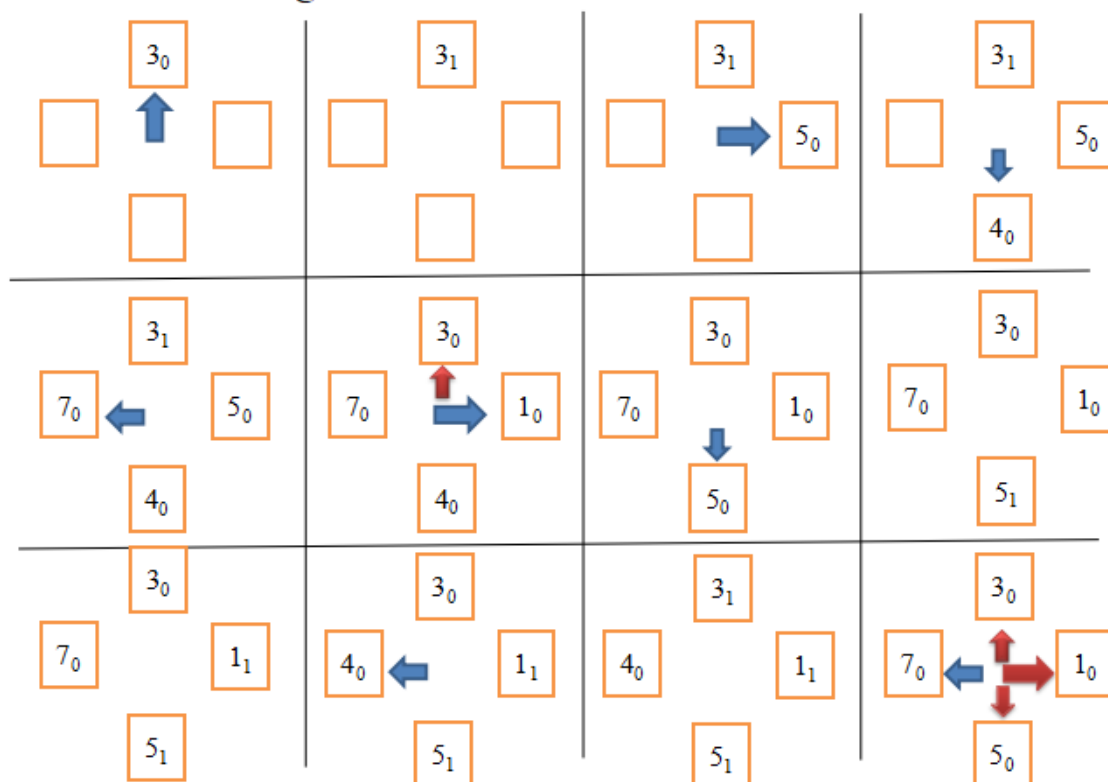 3₀ 3₁ 3₁ 3₁
5₀ 5₀
4₀
3₁ 3₀ 3₀ 3₀
7₀ 5₀ 7₀ 1₀ 7₀ 1₀ 7₀ 1₀
4₀ 4₀ 5₀ 5₁
3₀ 3₀ 3₁ 3₀
7₀ 1₁ 4₀ 1₁ 4₀ 1₁ 7₀ 1₀
5₁ 5₁ 5₁ 5₀